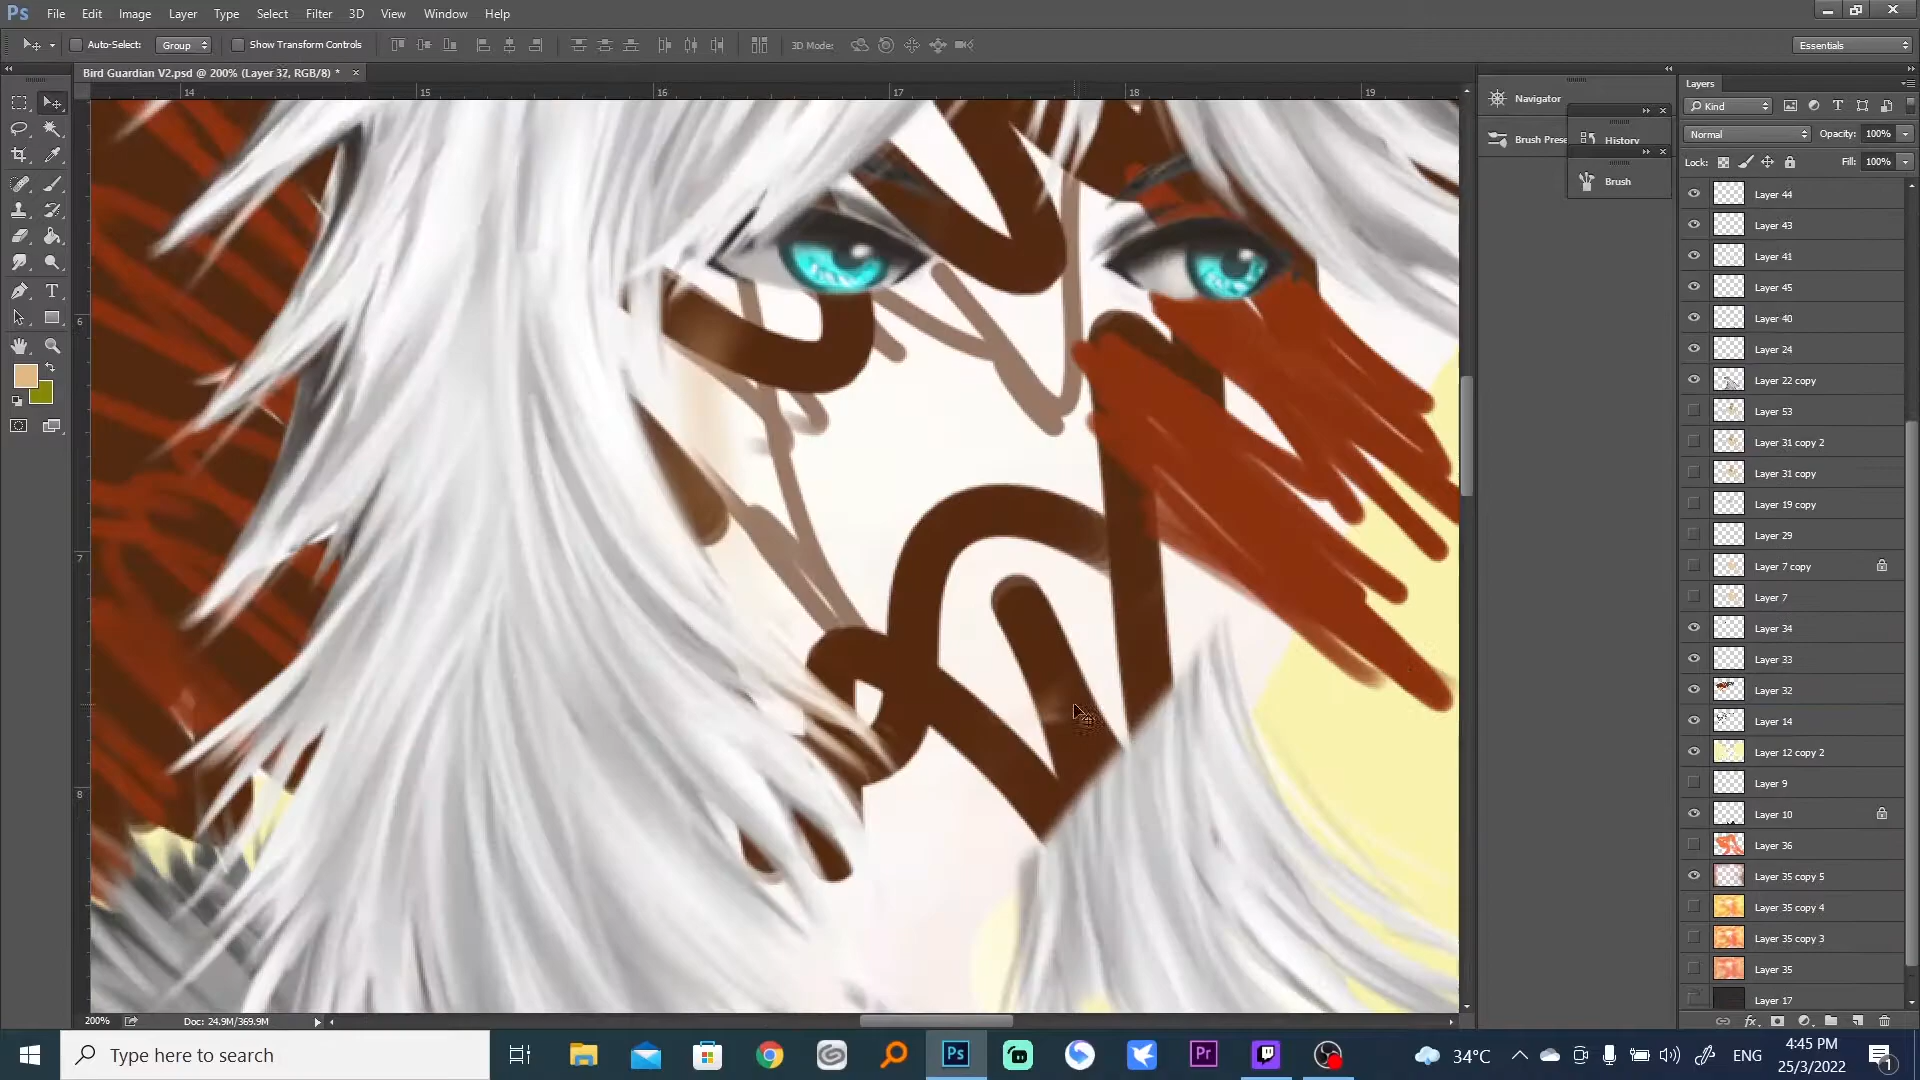 Ps File Edit Image Layer Type Select Filter 3D View Window Help
Auto-Select: Group Show Transform Controls 3D Mode: Essentials
Bird Guardian V2.psd @ 200% (Layer 32, RGB/8) *
14 15 16 17 18 19
6
7
8
Navigator
Brush Prese
History
Brush
Layers
Kind
Normal Opacity: 100%
Lock: Fill: 100%
Layer 44
Layer 43
Layer 41
Layer 45
Layer 40
Layer 24
Layer 22 copy
Layer 53
Layer 31 copy 2
Layer 31 copy
Layer 19 copy
Layer 29
Layer 7 copy
Layer 7
Layer 34
Layer 33
Layer 32
Layer 14
Layer 12 copy 2
Layer 9
Layer 10
Layer 36
Layer 35 copy 5
Layer 35 copy 4
Layer 35 copy 3
Layer 35
Layer 17
200% Doc: 24.9M/369.9M
Type here to search
Ps Pr 34°C ENG
4:45 PM
25/3/2022
1